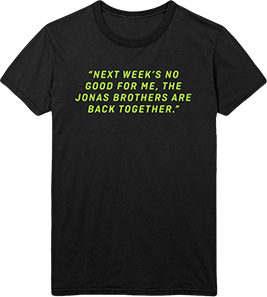 “NEXT WEEK’S NO
GOOD FOR ME, THE
JONAS BROTHERS ARE
BACK TOGETHER.”